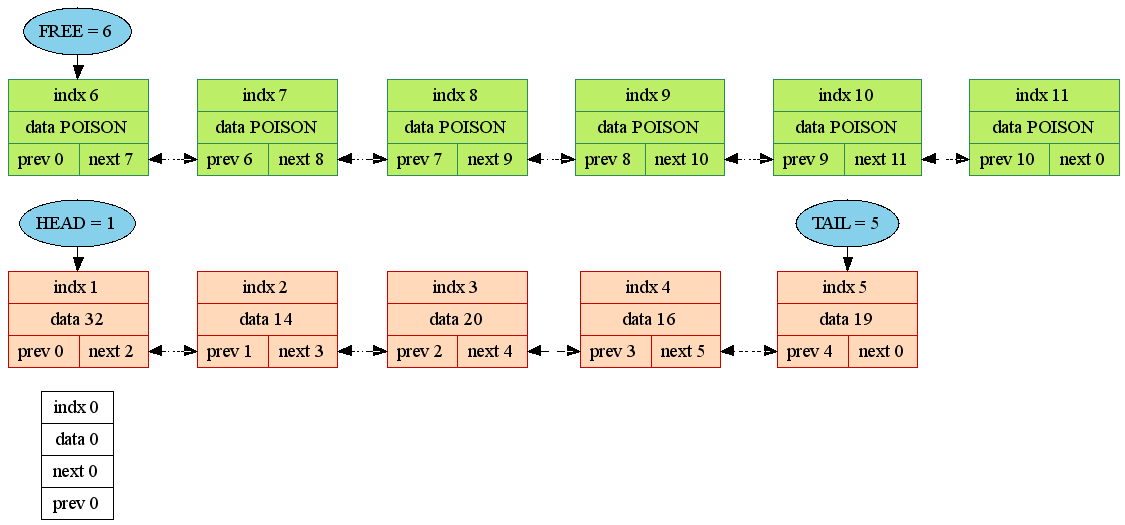 FREE = 6
indx 6 indx 7 indx 8 indx 9 indx 10 indx 11
data POISON data POISON data POISON data POISON data POISON data POISON
prev 0 next 7 prev 6 next 8 prev 7 next 9 prev 8 next 10 prev 9 next 11 prev 10 next 0
HEAD = 1 TAIL = 5
indx 1 indx 2 indx 3 indx 4 indx 5
data 32 data 14 data 20 data 16 data 19
prev 0 next 2 prev 1 next 3 prev 2 next 4 prev 3 next 5 prev 4 next 0
indx 0
data 0
next 0
prev 0